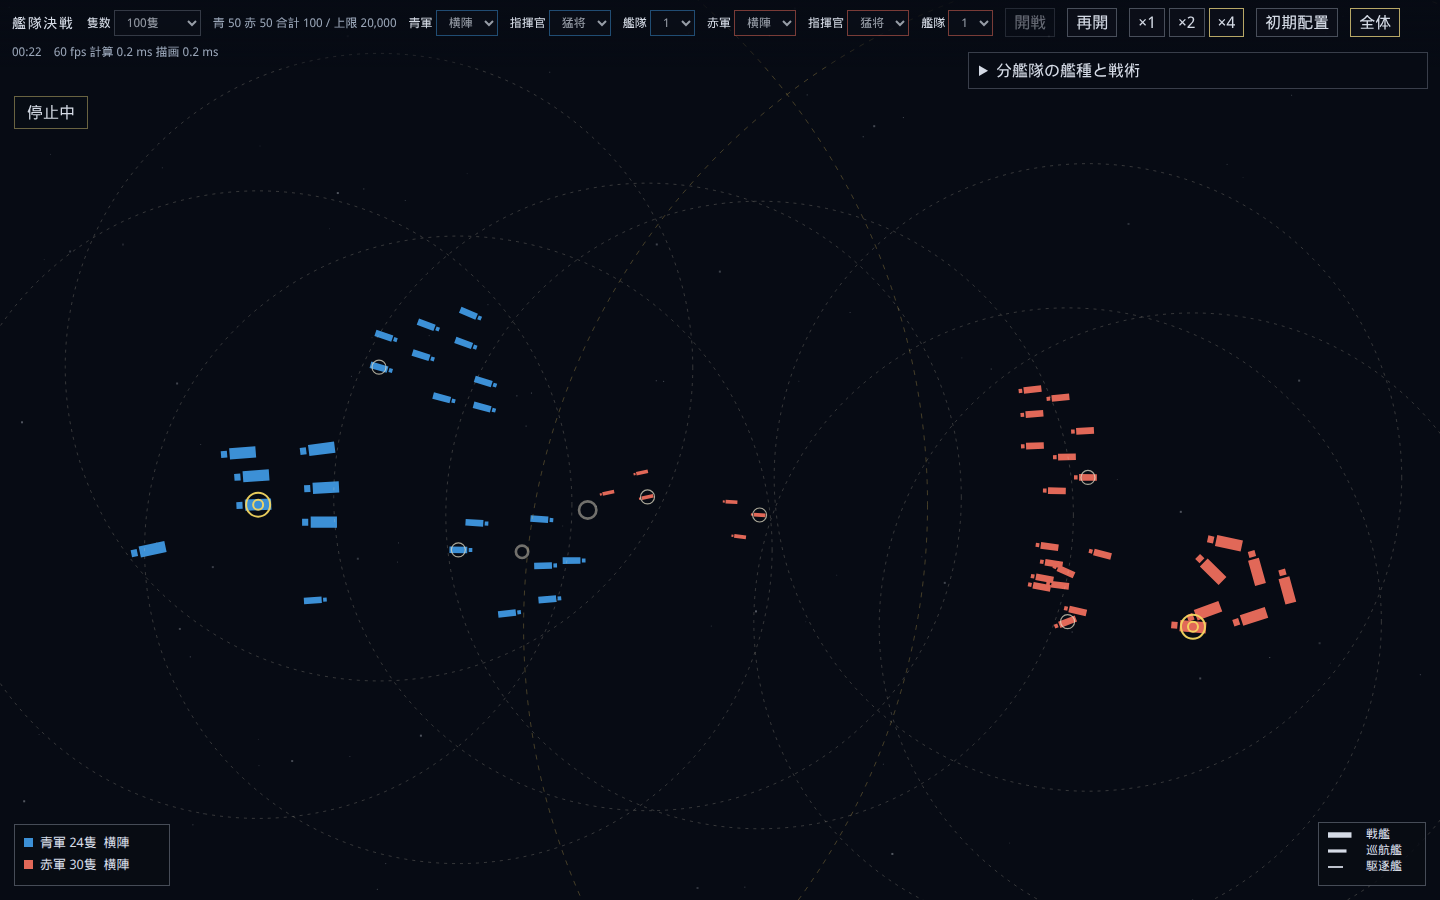 艦隊決戦 隻数 100隻 青 50 赤 50 合計 100 / 上限 20,000 青軍 横陣 指揮官 猛将 艦隊 1 赤軍 横陣 指揮官 猛将 艦隊 1 開戦 再開 ×1 ×2 ×4 初期配置 全体
00:22 60 fps 計算 0.2 ms 描画 0.2 ms
▶ 分艦隊の艦種と戦術
停止中
青軍 24隻 横陣
赤軍 30隻 横陣
戦艦
巡航艦
駆逐艦